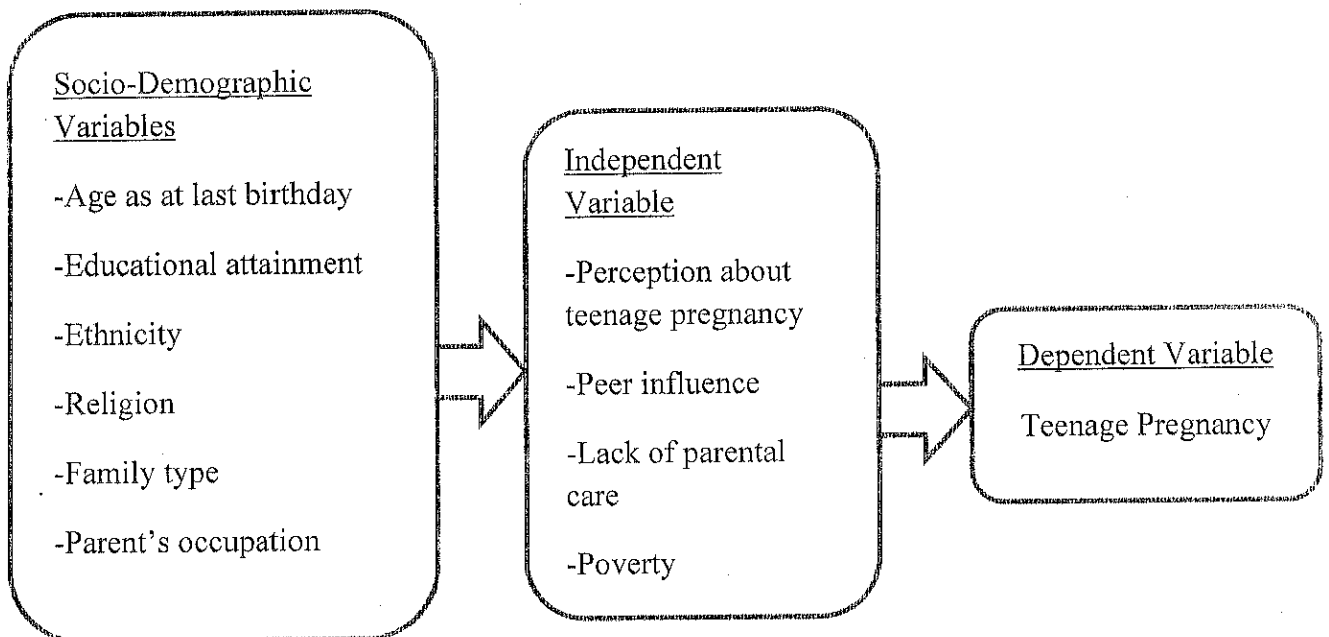 Socio-Demographic
Variables
-Age as at last birthday
-Educational attainment
-Ethnicity
-Religion
-Family type
-Parent's occupation
Independent
Variable
-Perception about
teenage pregnancy
-Peer influence
-Lack of parental
care
-Poverty
Dependent Variable
Teenage Pregnancy